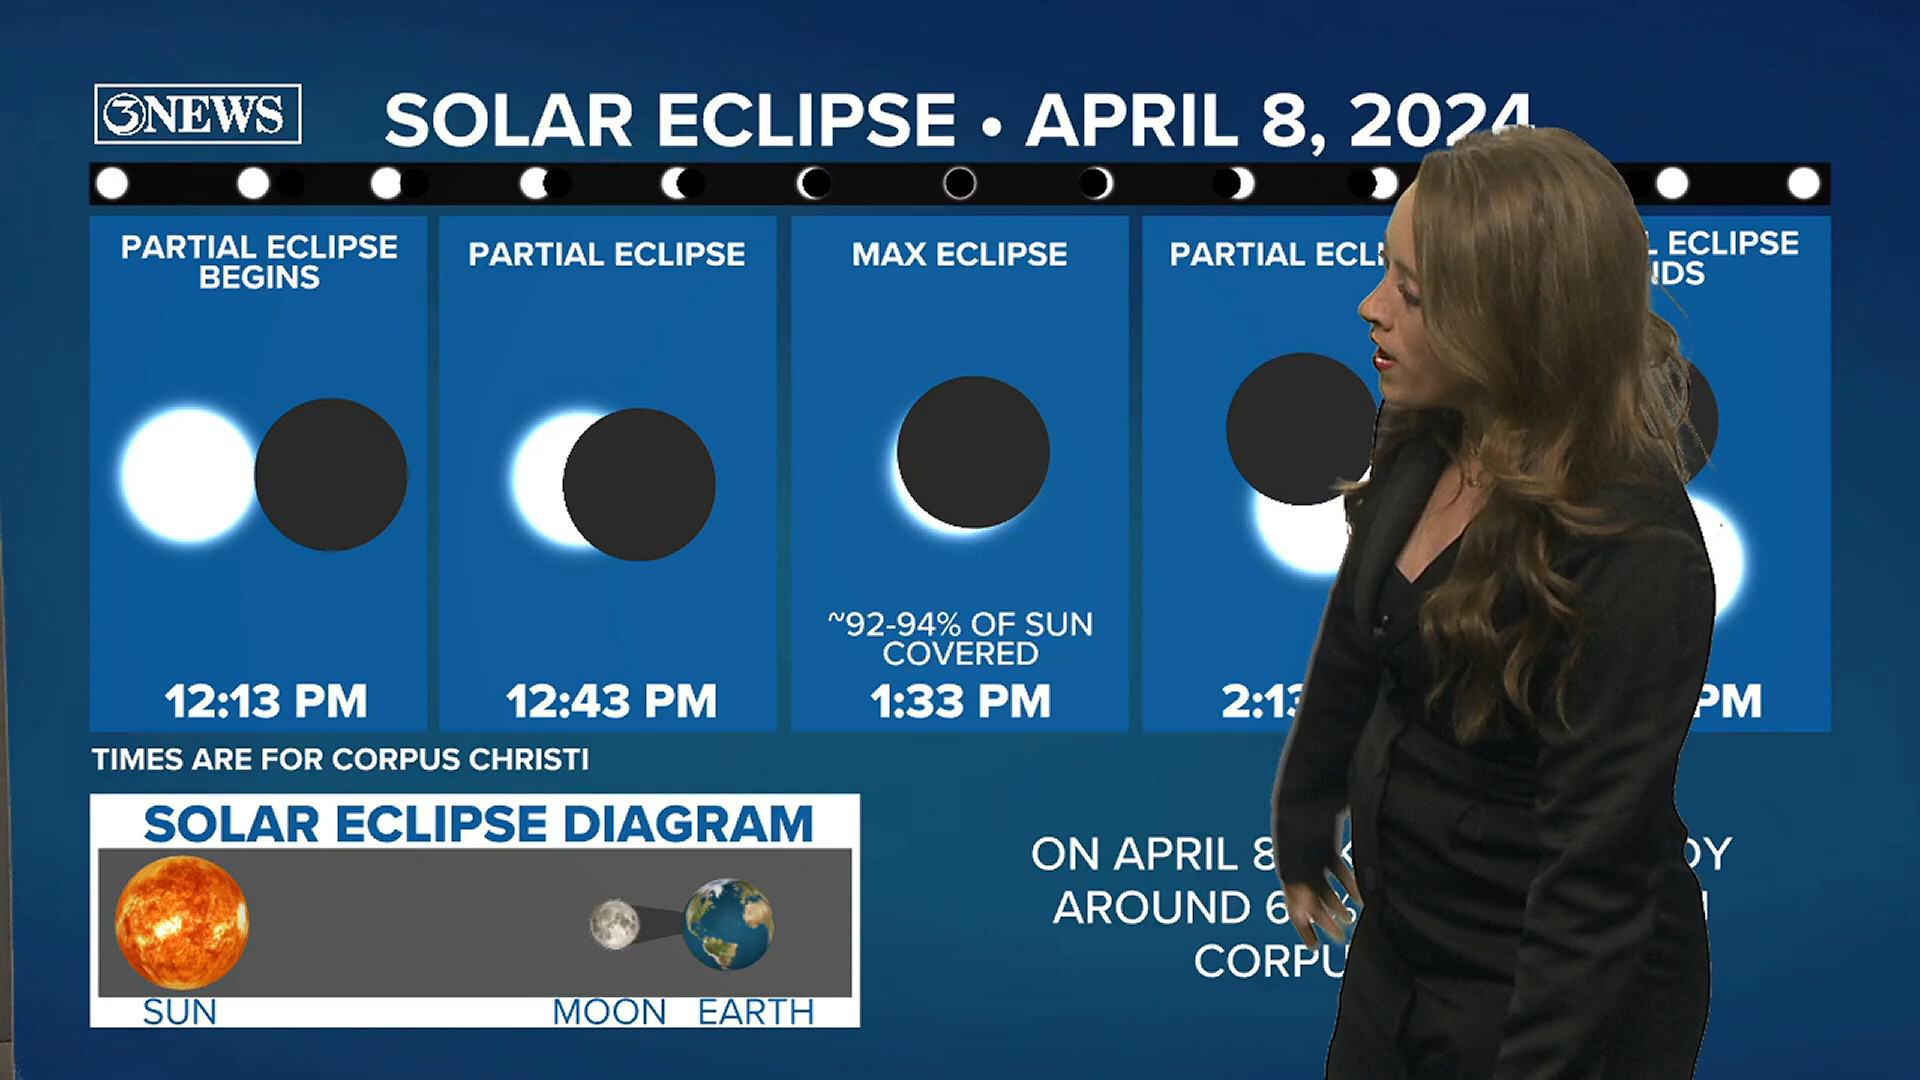 3NEWS
SOLAR ECLIPSE • APRIL 8, 2024
PARTIAL ECLIPSE
BEGINS
12:13 PM
PARTIAL ECLIPSE
12:43 PM
MAX ECLIPSE
~92-94% OF SUN
COVERED
1:33 PM
PARTIAL
ECLIPSE
PM
TIMES ARE FOR CORPUS CHRISTI
SOLAR ECLIPSE DIAGRAM
SUN
MOON
EARTH
ON APRIL 8
AROUND